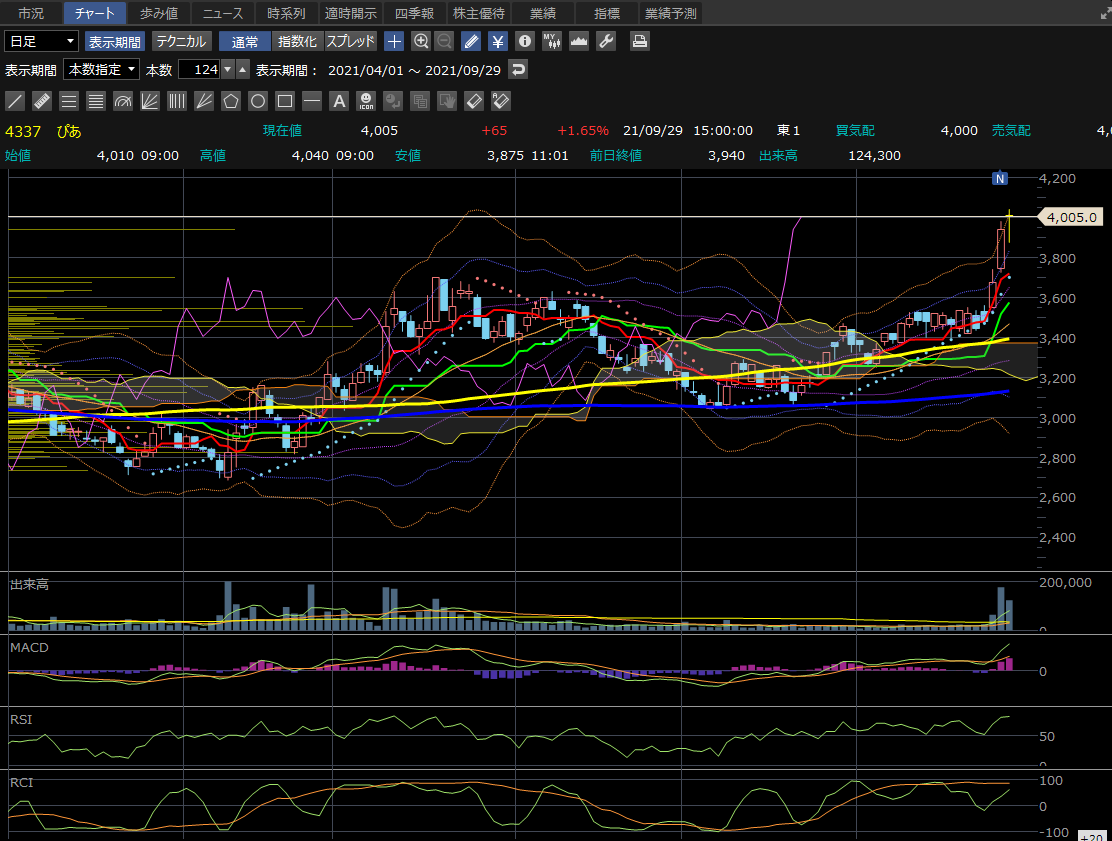 市況 チャート 歩み値 ニュース 時系列 適時開示 四季報 株主優待 業績 指標 業績予測
日足 表示期間 テクニカル 通常 指数化 スプレッド MY ¥
表示期間 本数指定 本数 124 表示期間： 2021/04/01 ～ 2021/09/29
A ICON R
4337 ぴあ 現在値 4,005 +65 +1.65% 21/09/29 15:00:00 東1 買気配 4,000 売気配 4,0
始値 4,010 09:00 高値 4,040 09:00 安値 3,875 11:01 前日終値 3,940 出来高 124,300
N 4,200
4,005.0
3,800
3,600
3,400
3,200
3,000
2,800
2,600
2,400
出来高 200,000
0
MACD
0
RSI
50
0
RCI 100
0
-100
+20